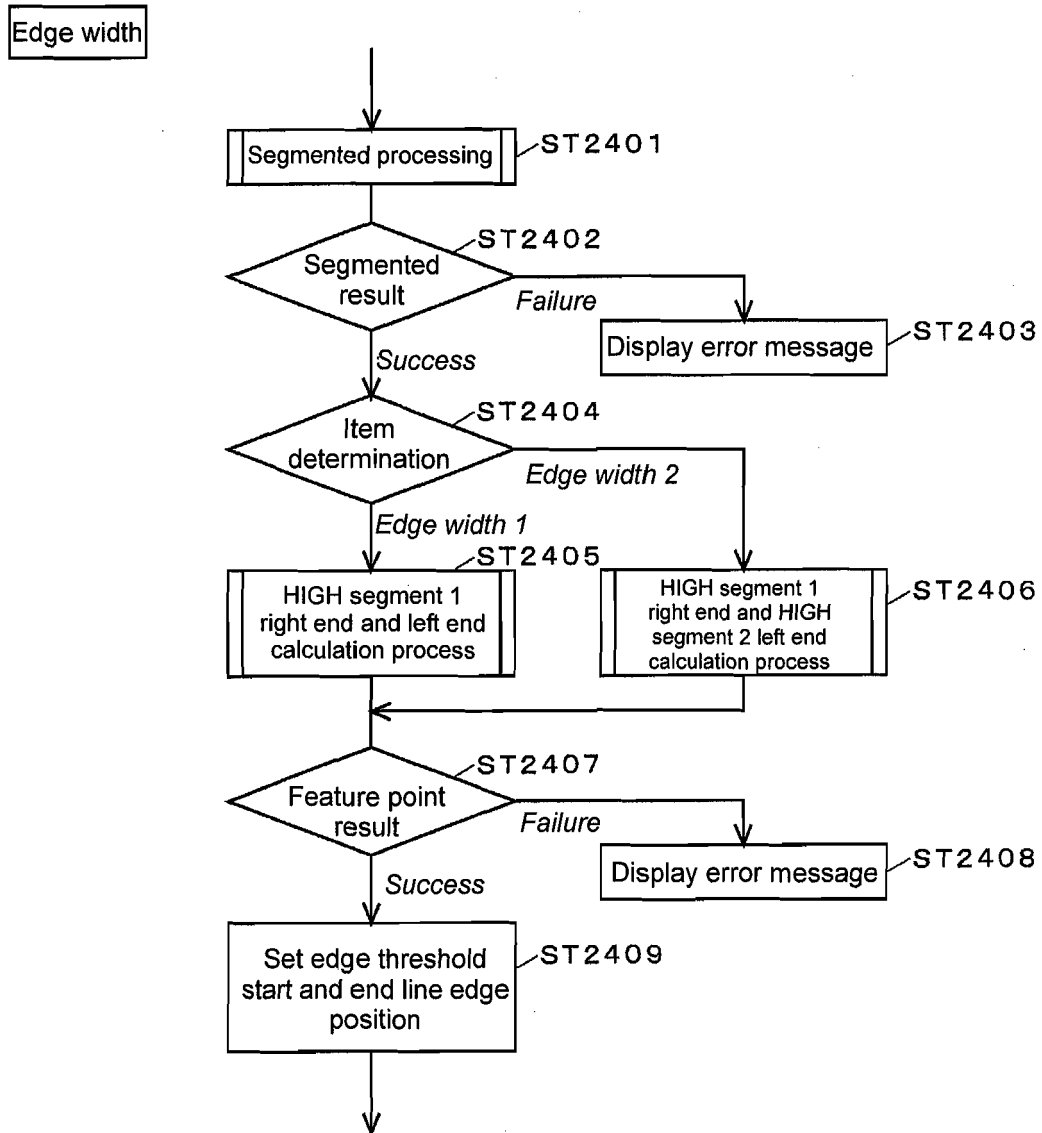 Edge width
Segmented processing
ST2401
ST2402
Segmented
result
Failure
Display error message
ST2403
Success
ST2404
Item
determination
Edge width 2
Edge width 1
ST2405
HIGH segment 1
right end and left end
calculation process
HIGH segment 1
right end and HIGH
segment 2 left end
calculation process
ST2406
ST2407
Feature point
result
Failure
Display error message
ST2408
Success
Set edge threshold
start and end line edge
position
ST2409